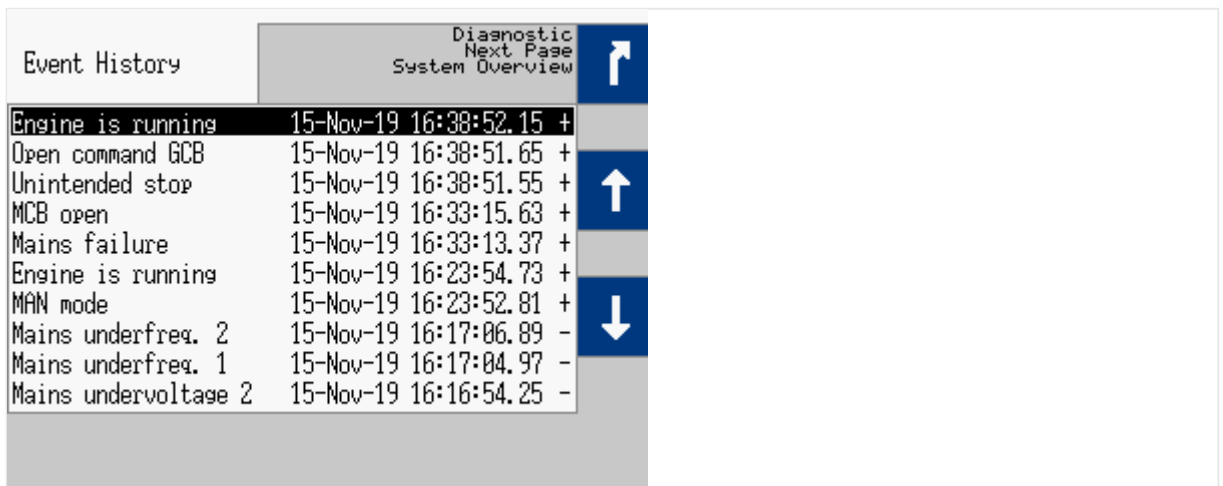 Diagnostic
Next Page
Event History
System Overview
Engine is running 15-Nov-19 16:38:52.15 +
Open command GCB 15-Nov-19 16:38:51.65 +
Unintended stop 15-Nov-19 16:38:51.55 +
MCB open 15-Nov-19 16:33:15.63 +
Mains failure 15-Nov-19 16:33:13.37 +
Engine is running 15-Nov-19 16:23:54.73 +
MAN mode 15-Nov-19 16:23:52.81 +
Mains underfreq. 2 15-Nov-19 16:17:06.89 -
Mains underfreq. 1 15-Nov-19 16:17:04.97 -
Mains undervoltage 2 15-Nov-19 16:16:54.25 -